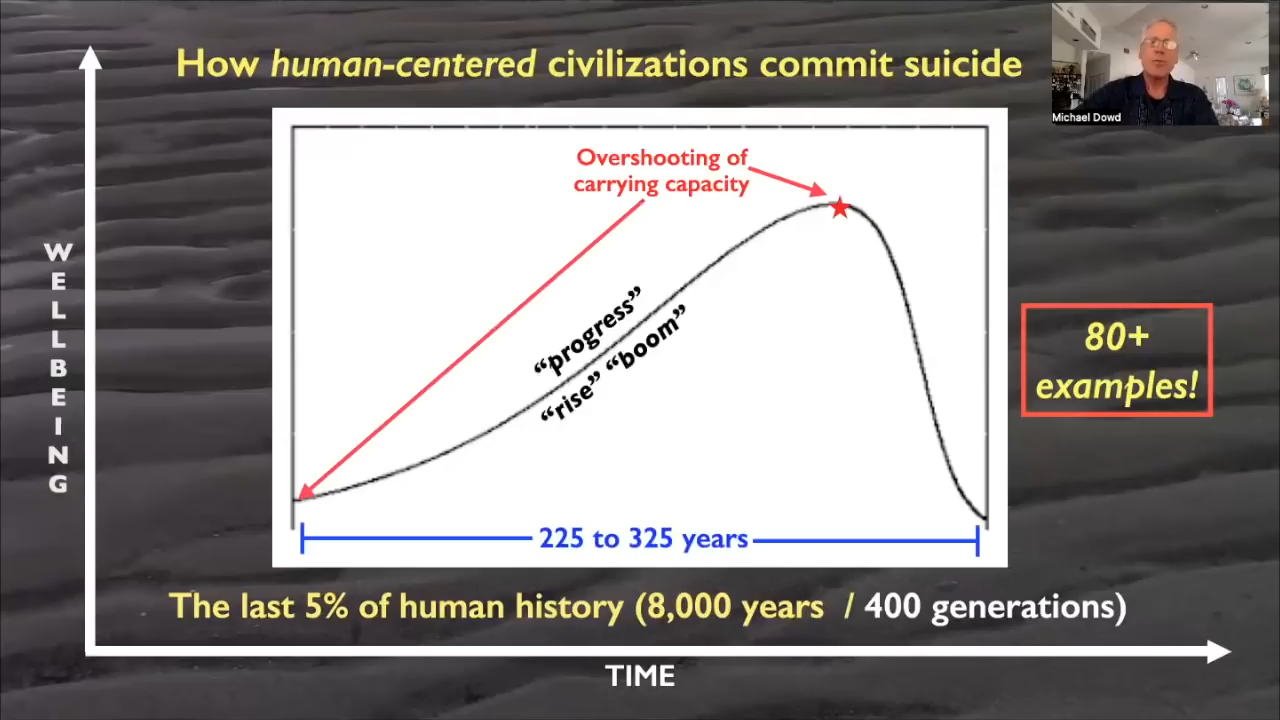 How human-centered civilizations commit suicide
Michael Dowd
Overshooting of
carrying capacity
WELLBEING
“progress”
“rise” “boom”
80+
examples!
225 to 325 years
The last 5% of human history (8,000 years / 400 generations)
TIME